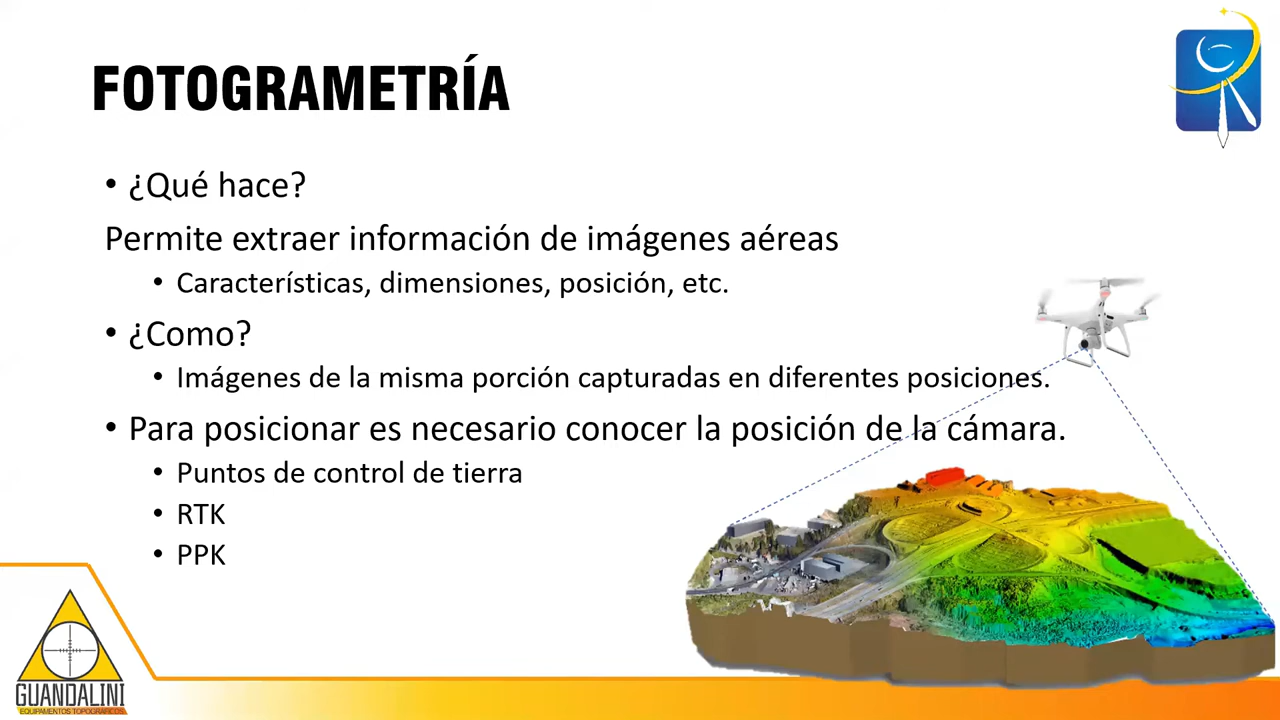 FOTOGRAMETRÍA
• ¿Qué hace?
Permite extraer información de imágenes aéreas
• Características, dimensiones, posición, etc.
• ¿Como?
• Imágenes de la misma porción capturadas en diferentes posiciones.
• Para posicionar es necesario conocer la posición de la cámara.
• Puntos de control de tierra
• RTK
• PPK
GUANDALINI
EQUIPAMENTOS TOPOGRÁFICOS